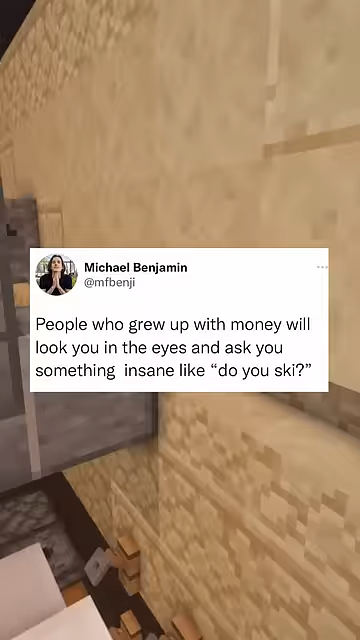 Michael Benjamin
@mfbenji
People who grew up with money will
look you in the eyes and ask you
something  insane like “do you ski?”